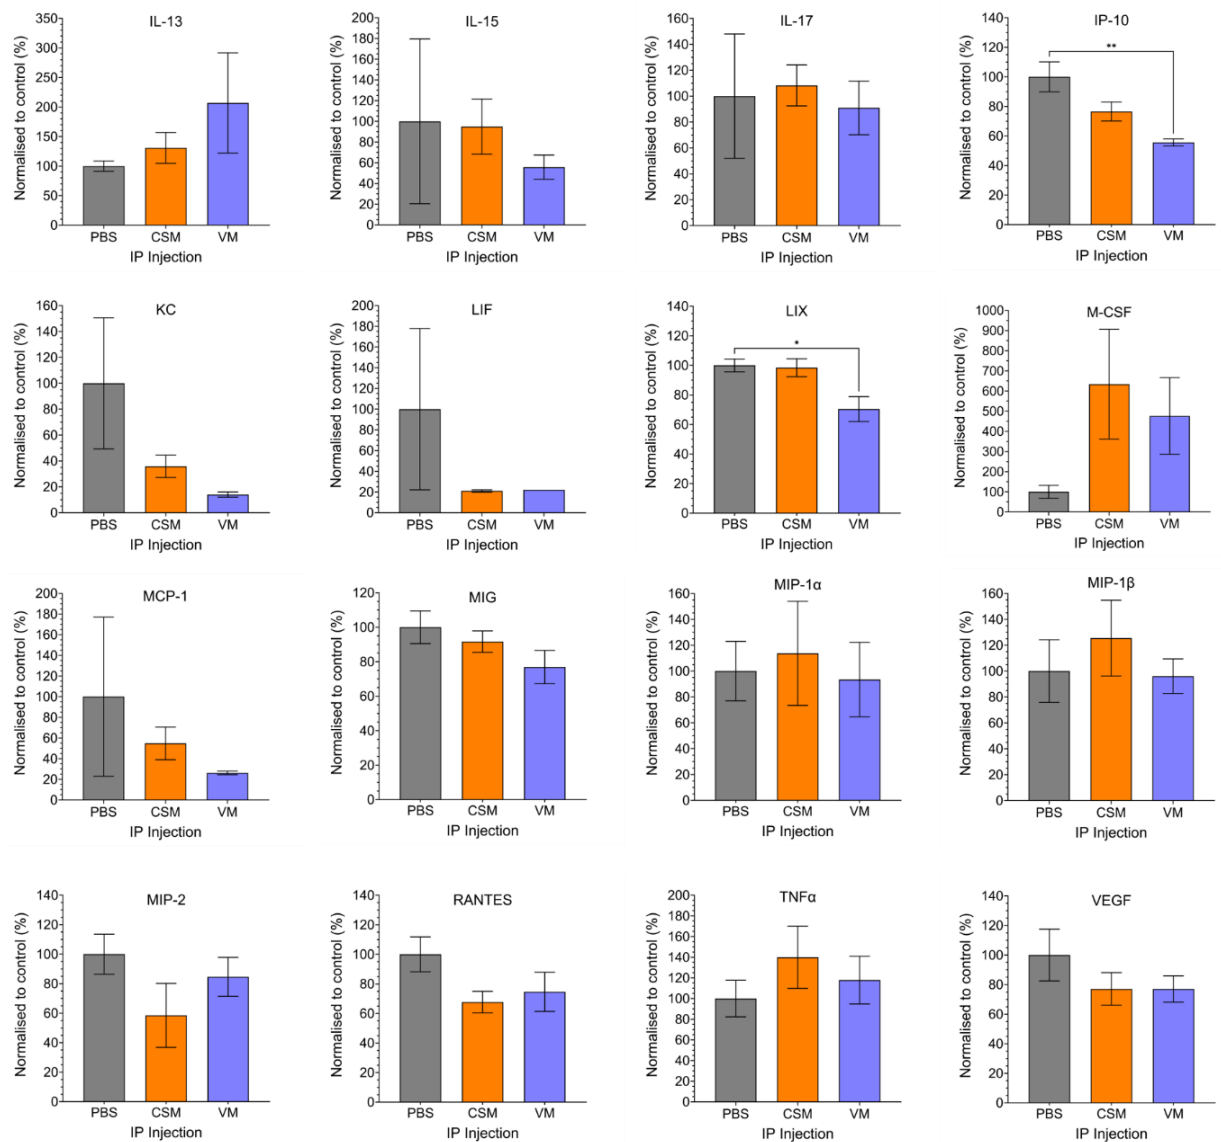 IL-13
Normalised to control (%)
350
300
250
200
150
100
50
0
PBS CSM VM
IP Injection
IL-15
Normalised to control (%)
200
180
160
140
120
100
80
60
40
20
0
PBS CSM VM
IP Injection
IL-17
Normalised to control (%)
160
140
120
100
80
60
40
20
0
PBS CSM VM
IP Injection
IP-10
Normalised to control (%)
140
120
100
80
60
40
20
0
**
PBS CSM VM
IP Injection
KC
Normalised to control (%)
160
140
120
100
80
60
40
20
0
PBS CSM VM
IP Injection
LIF
Normalised to control (%)
200
180
160
140
120
100
80
60
40
20
0
PBS CSM VM
IP Injection
LIX
Normalised to control (%)
140
120
100
80
60
40
20
0
*
PBS CSM VM
IP Injection
M-CSF
Normalised to control (%)
1000
900
800
700
600
500
400
300
200
100
0
PBS CSM VM
IP Injection
MCP-1
Normalised to control (%)
200
180
160
140
120
100
80
60
40
20
0
PBS CSM VM
IP Injection
MIG
Normalised to control (%)
120
100
80
60
40
20
0
PBS CSM VM
IP Injection
MIP-1α
Normalised to control (%)
160
140
120
100
80
60
40
20
0
PBS CSM VM
IP Injection
MIP-1β
Normalised to control (%)
160
140
120
100
80
60
40
20
0
PBS CSM VM
IP Injection
MIP-2
Normalised to control (%)
140
120
100
80
60
40
20
0
PBS CSM VM
IP Injection
RANTES
Normalised to control (%)
140
120
100
80
60
40
20
0
PBS CSM VM
IP Injection
TNFα
Normalised to control (%)
200
180
160
140
120
100
80
60
40
20
0
PBS CSM VM
IP Injection
VEGF
Normalised to control (%)
140
120
100
80
60
40
20
0
PBS CSM VM
IP Injection